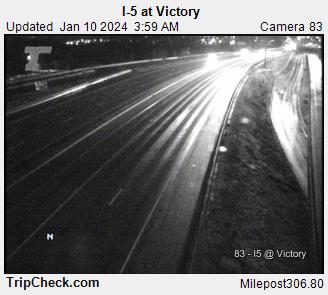 I-5 at Victory
Updated  Jan 10 2024  3:59 AM
Camera 83
N
83 - I5 @ Victory
TripCheck.com
Milepost306.80